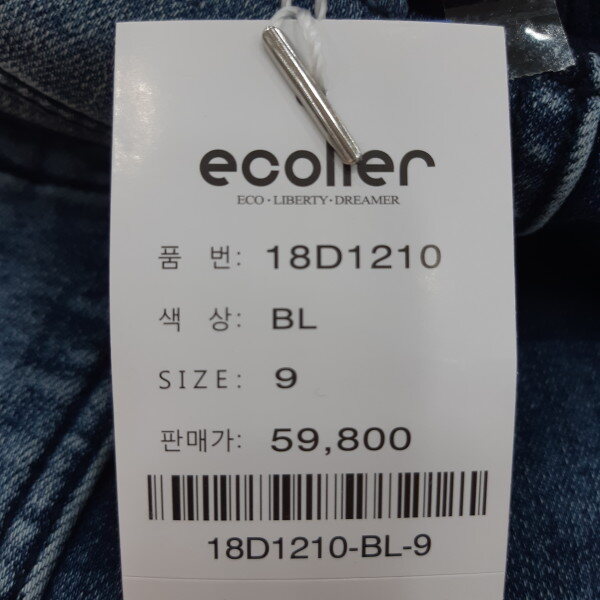 ecolier
ECO · LIBERTY · DREAMER
품 번: 18D1210
색 상: BL
SIZE: 9
판매가: 59,800
18D1210-BL-9